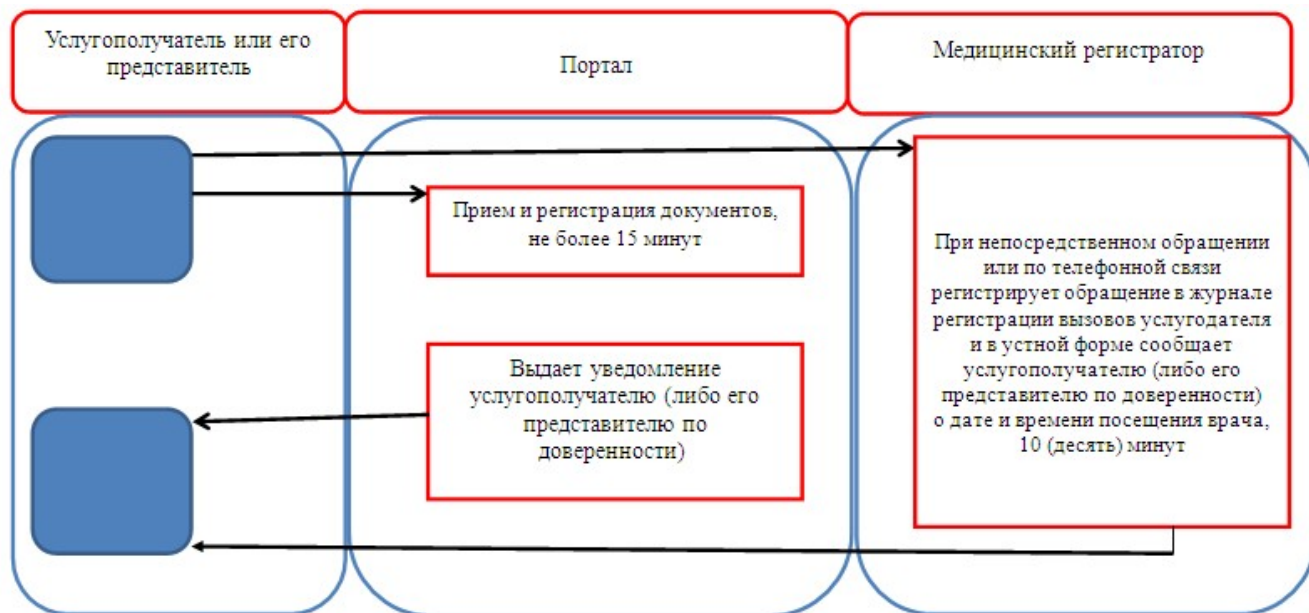 Услугополучатель или его
представитель
Портал
Медицинский регистратор
Прием и регистрация документов,
не более 15 минут
Выдает уведомление
услугополучателю (либо его
представителю по
доверенности)
При непосредственном обращении
или по телефонной связи
регистрирует обращение в журнале
регистрации вызовов услугодателя
и в устной форме сообщает
услугополучателю (либо его
представителю по доверенности)
о дате и времени посещения врача,
10 (десять) минут